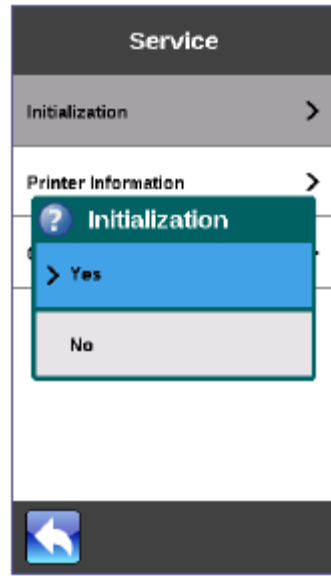 Service
Initialization
Printer Information
Initialization
Yes
No